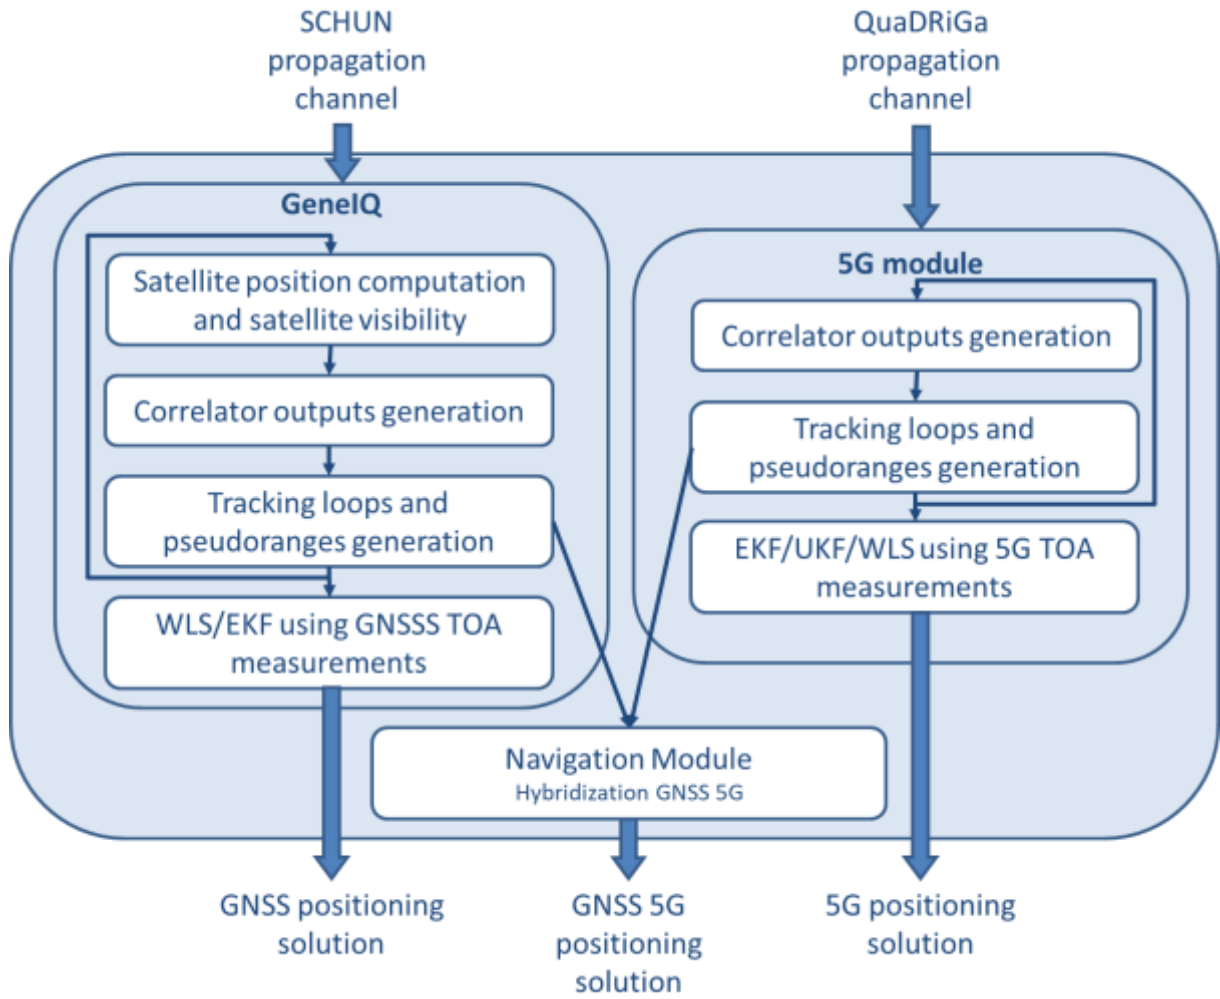 SCHUN
propagation
channel
QuaDRiGa
propagation
channel
GeneIQ
Satellite position computation
and satellite visibility
Correlator outputs generation
Tracking loops and
pseudoranges generation
WLS/EKF using GNSSS TOA
measurements
5G module
Correlator outputs generation
Tracking loops and
pseudoranges generation
EKF/UKF/WLS using 5G TOA
measurements
Navigation Module
Hybridization GNSS 5G
GNSS positioning
solution
GNSS 5G
positioning
solution
5G positioning
solution